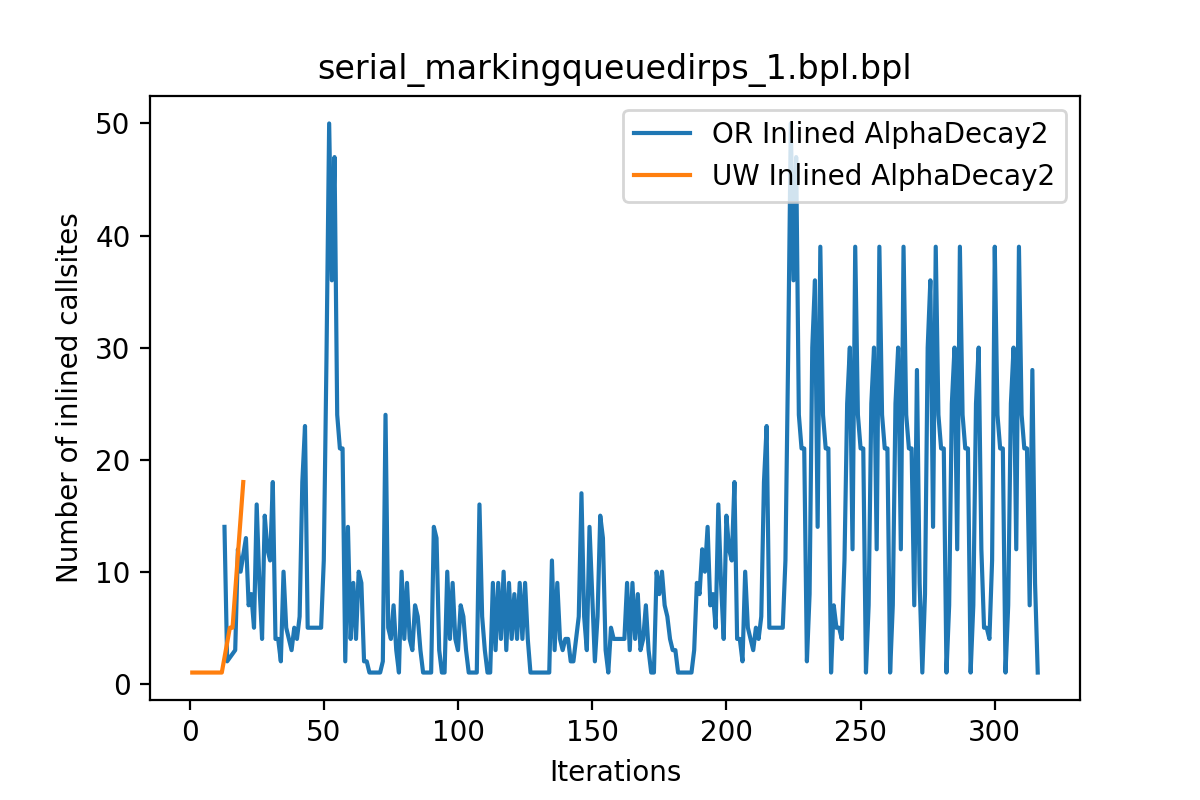 serial_markingqueuedirps_1.bpl.bpl
OR Inlined AlphaDecay2
UW Inlined AlphaDecay2
Number of inlined callsites
50
40
30
20
10
0
0 50 100 150 200 250 300
Iterations